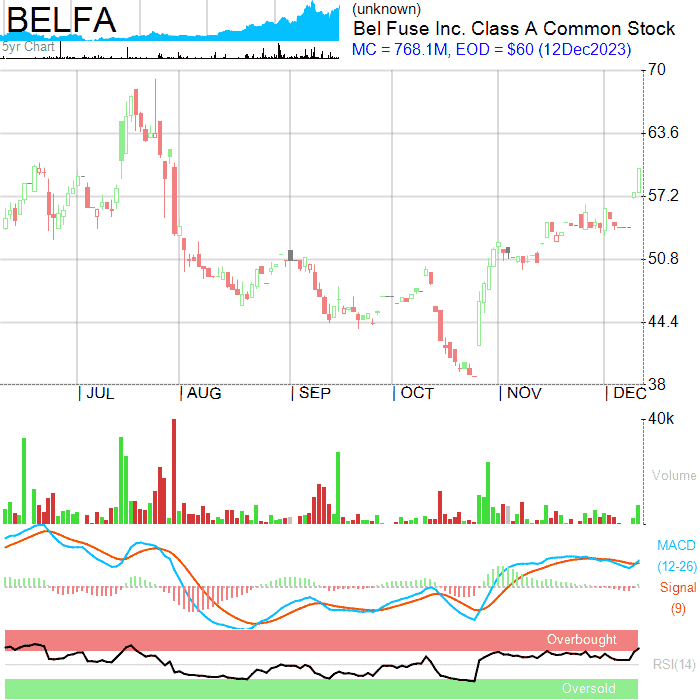 BELFA
5yr Chart
(unknown)
Bel Fuse Inc. Class A Common Stock
MC = 768.1M, EOD = $60 (12Dec2023)
70
63.6
57.2
50.8
44.4
38
| JUL | AUG | SEP | OCT | NOV | DEC
40k
Volume
MACD
(12-26)
Signal
(9)
Overbought
RSI(14)
Oversold